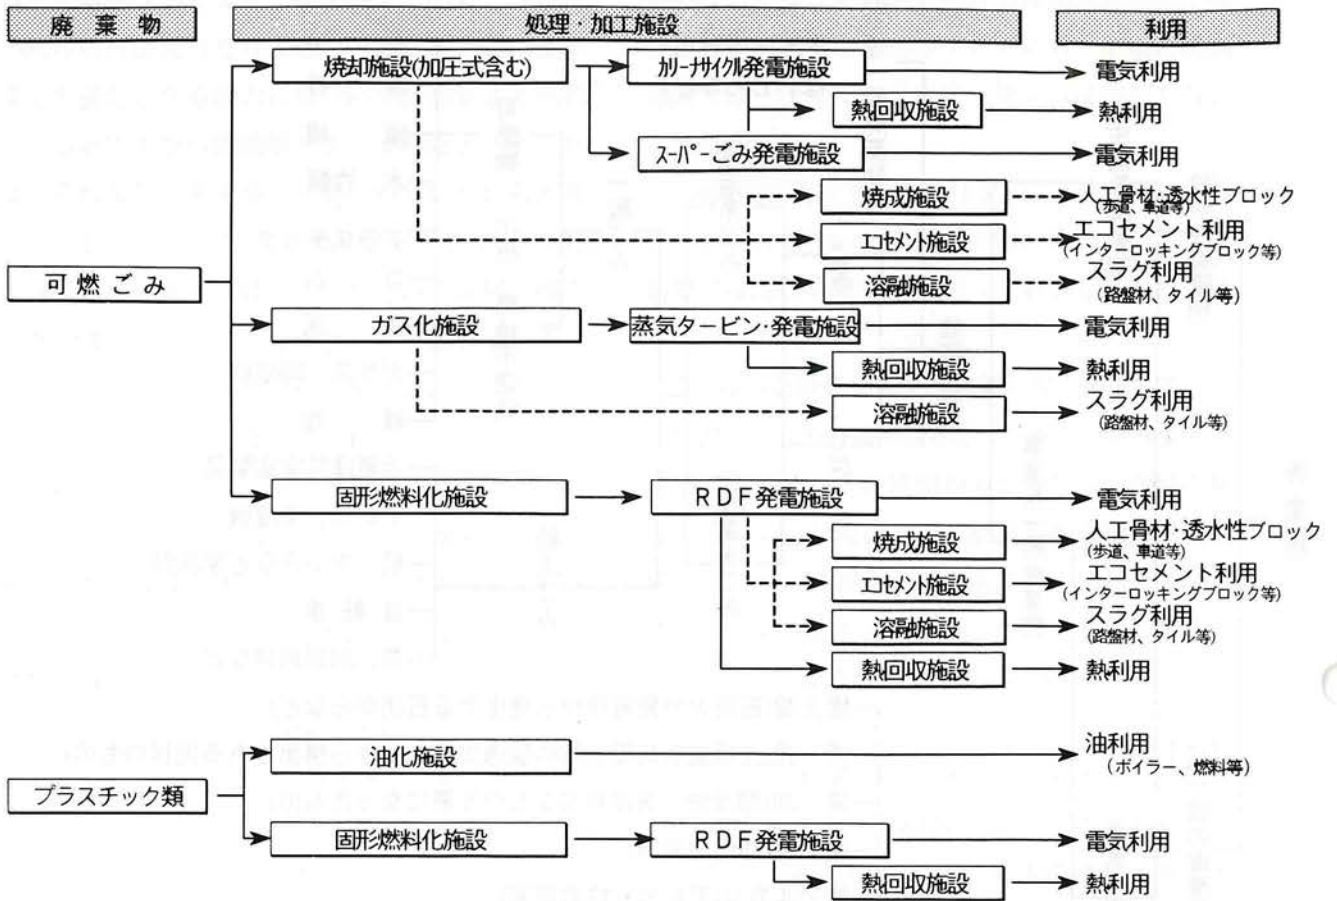 廃棄物 処理・加工施設 利用
焼却施設(加圧式含む) カリーナサイクル発電施設 電気利用
熱回収施設 熱利用
スーパーごみ発電施設 電気利用
焼成施設 人工骨材・透水性ブロック
(歩道、車道等)
エコセメント施設 エコセメント利用
(インターロッキングブロック等)
可燃ごみ 溶融施設 スラグ利用
(路盤材、タイル等)
ガス化施設 蒸気タービン・発電施設 電気利用
熱回収施設 熱利用
溶融施設 スラグ利用
(路盤材、タイル等)
固形燃料化施設 RDF発電施設 電気利用
焼成施設 人工骨材・透水性ブロック
(歩道、車道等)
エコセメント施設 エコセメント利用
(インターロッキングブロック等)
溶融施設 スラグ利用
(路盤材、タイル等)
熱回収施設 熱利用
油化施設 油利用
(ボイラー、燃料等)
プラスチック類
固形燃料化施設 RDF発電施設 電気利用
熱回収施設 熱利用